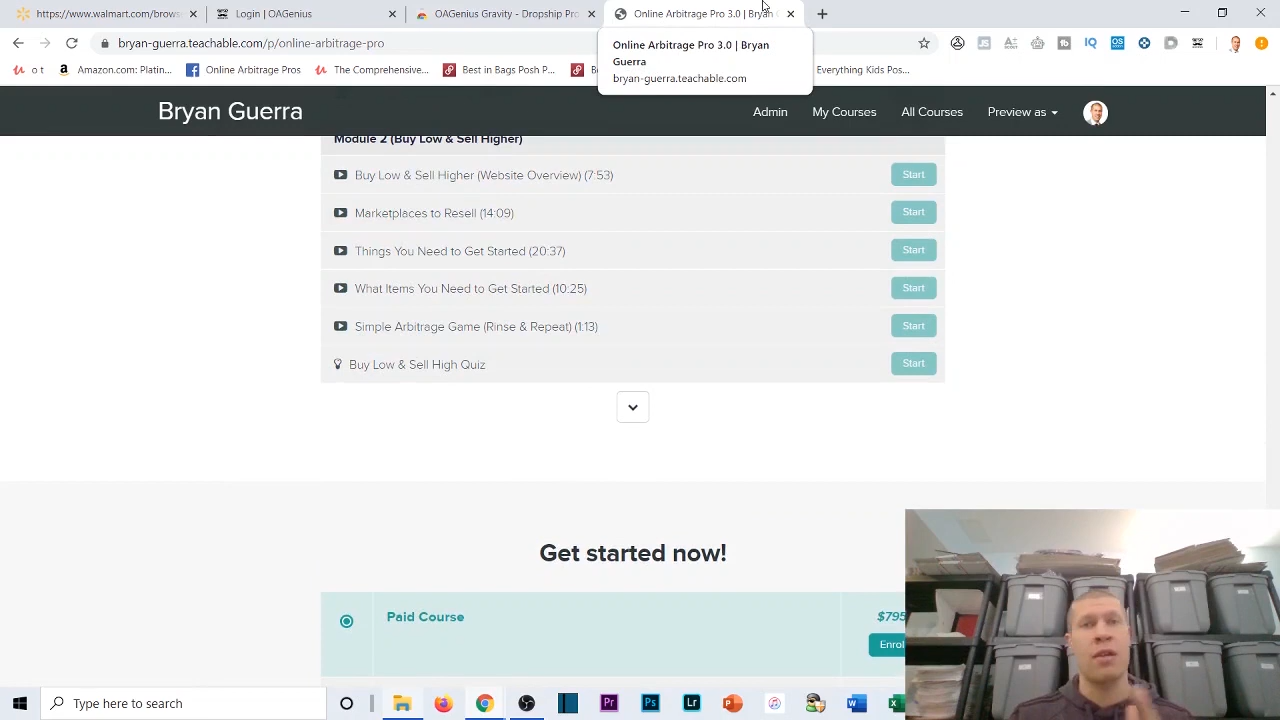 https://www.walmart.com/brows
Login | OAGenius
OAGenius Gravity - Dropship Pro
Online Arbitrage Pro 3.0 | Bryan G
bryan-guerra.teachable.com/p/online-arbitrage-pro
Online Arbitrage Pro 3.0 | Bryan
Guerra
bryan-guerra.teachable.com
o t
Amazon.com: Platin...
Online Arbitrage Pros
The Comprehensive...
Best in Bags Posh P...
B
Everything Kids Pos...
Bryan Guerra
Admin
My Courses
All Courses
Preview as
Module 2 (Buy Low & Sell Higher)
Buy Low & Sell Higher (Website Overview) (7:53)
Start
Marketplaces to Resell (14:09)
Start
Things You Need to Get Started (20:37)
Start
What Items You Need to Get Started (10:25)
Start
Simple Arbitrage Game (Rinse & Repeat) (1:13)
Start
Buy Low & Sell High Quiz
Start
Get started now!
Paid Course
$795
Enrol
Type here to search